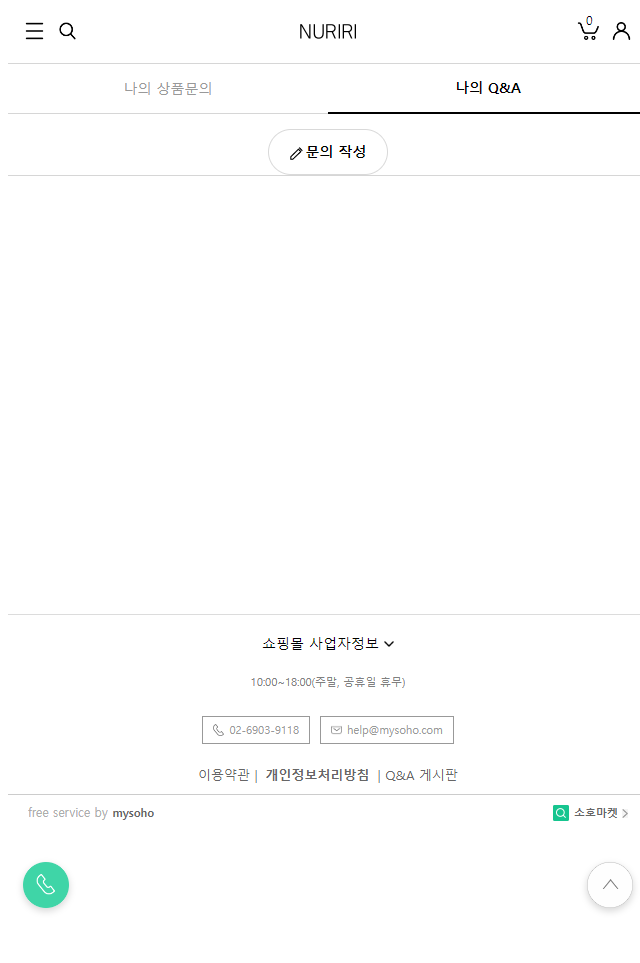 NURIRI
0
나의 상품문의
나의 Q&A
문의 작성
쇼핑몰 사업자정보
10:00~18:00(주말, 공휴일 휴무)
02-6903-9118
help@mysoho.com
이용약관 | 개인정보처리방침 | Q&A 게시판
free service by mysoho
소호마켓